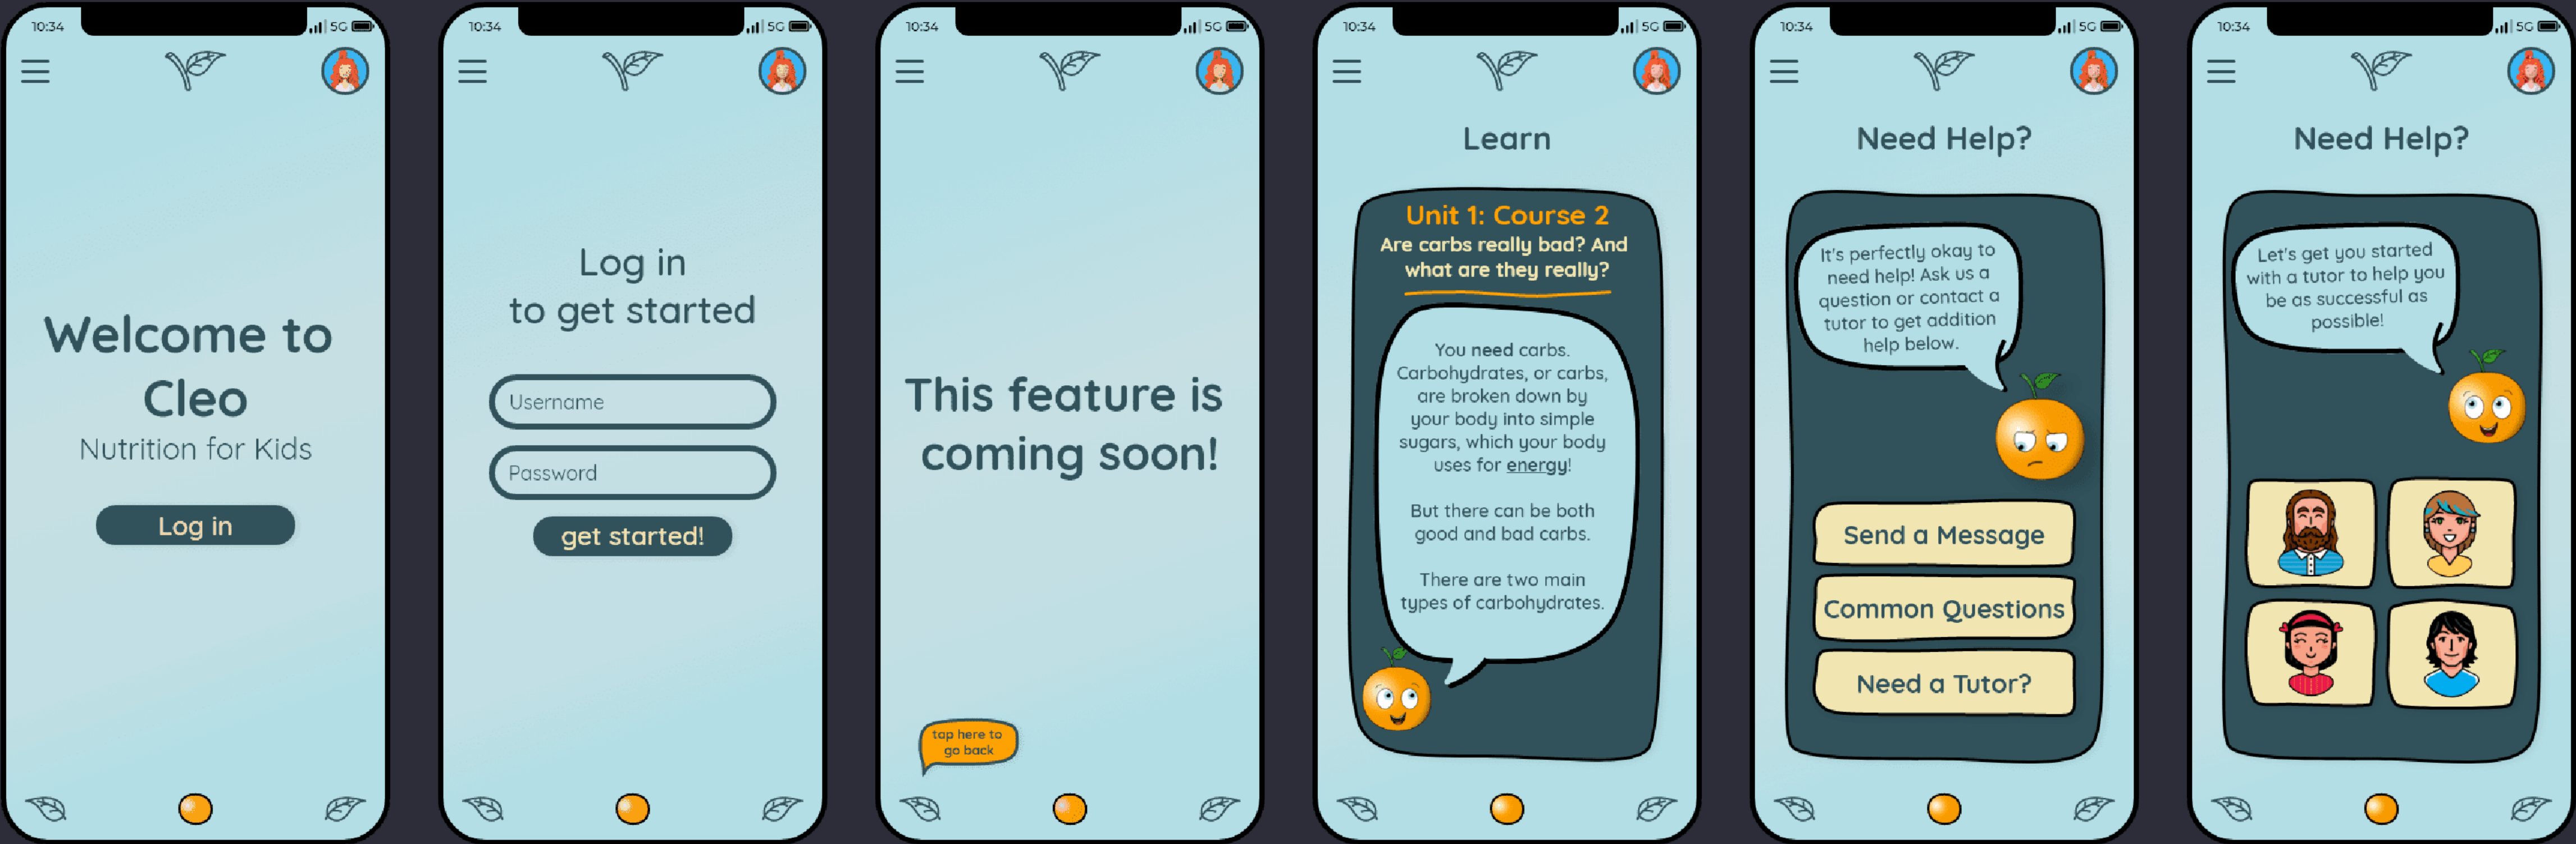 10:34
5G
Welcome to
Cleo
Nutrition for Kids
Log in
10:34
5G
Log in
to get started
Username
Password
get started!
10:34
5G
This feature is
coming soon!
tap here to
go back
10:34
5G
Learn
Unit 1: Course 2
Are carbs really bad? And
what are they really?
You need carbs.
Carbohydrates, or carbs,
are broken down by
your body into simple
sugars, which your body
uses for energy!
But there can be both
good and bad carbs.
There are two main
types of carbohydrates.
10:34
5G
Need Help?
It's perfectly okay to
need help! Ask us a
question or contact a
tutor to get addition
help below.
Send a Message
Common Questions
Need a Tutor?
10:34
5G
Need Help?
Let's get you started
with a tutor to help you
be as successful as
possible!